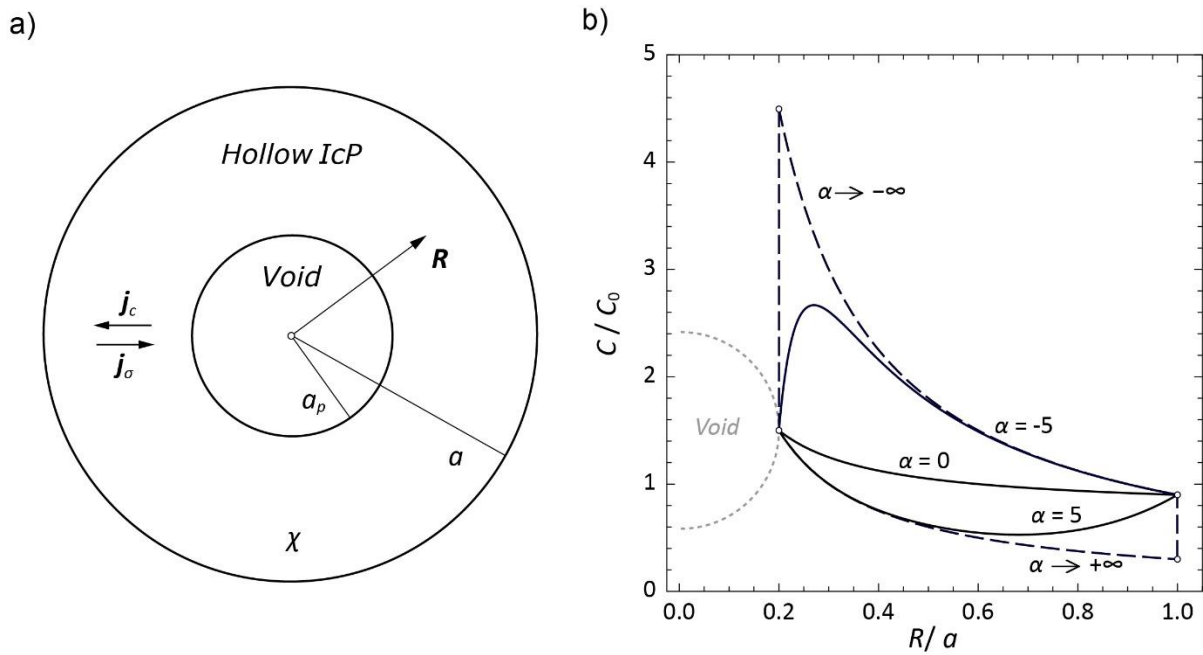 a)
Hollow IcP
Void
R
j_c
j_σ
a_p
a
χ
b)
5
4
3
2
1
0
C / C_0
α → −∞
Void
α = -5
α = 0
α = 5
α → +∞
0.0 0.2 0.4 0.6 0.8 1.0
R/ a